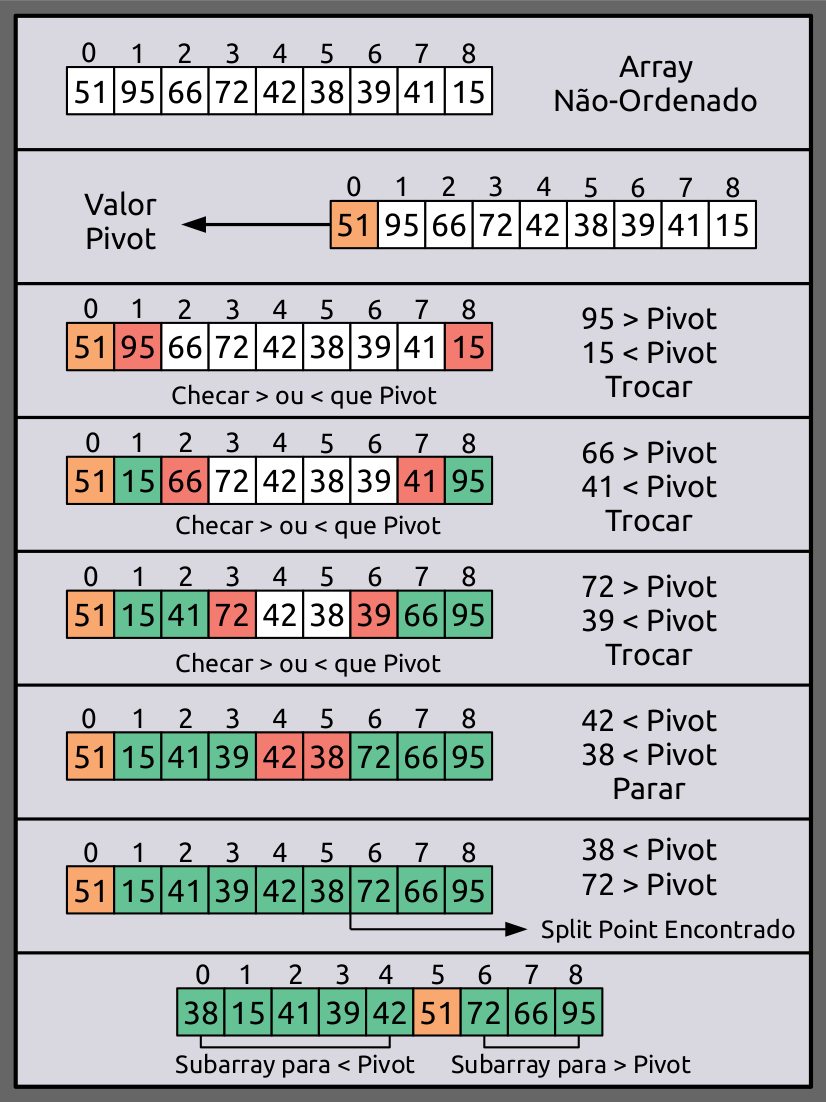 0 1 2 3 4 5 6 7 8
51 95 66 72 42 38 39 41 15
Array
Não-Ordenado
Valor
Pivot
0 1 2 3 4 5 6 7 8
51 95 66 72 42 38 39 41 15
0 1 2 3 4 5 6 7 8
51 95 66 72 42 38 39 41 15
Checar > ou < que Pivot
95 > Pivot
15 < Pivot
Trocar
0 1 2 3 4 5 6 7 8
51 15 66 72 42 38 39 41 95
Checar > ou < que Pivot
66 > Pivot
41 < Pivot
Trocar
0 1 2 3 4 5 6 7 8
51 15 41 72 42 38 39 66 95
Checar > ou < que Pivot
72 > Pivot
39 < Pivot
Trocar
0 1 2 3 4 5 6 7 8
51 15 41 39 42 38 72 66 95
42 < Pivot
38 < Pivot
Parar
0 1 2 3 4 5 6 7 8
51 15 41 39 42 38 72 66 95
38 < Pivot
72 > Pivot
Split Point Encontrado
0 1 2 3 4 5 6 7 8
38 15 41 39 42 51 72 66 95
Subarray para < Pivot
Subarray para > Pivot